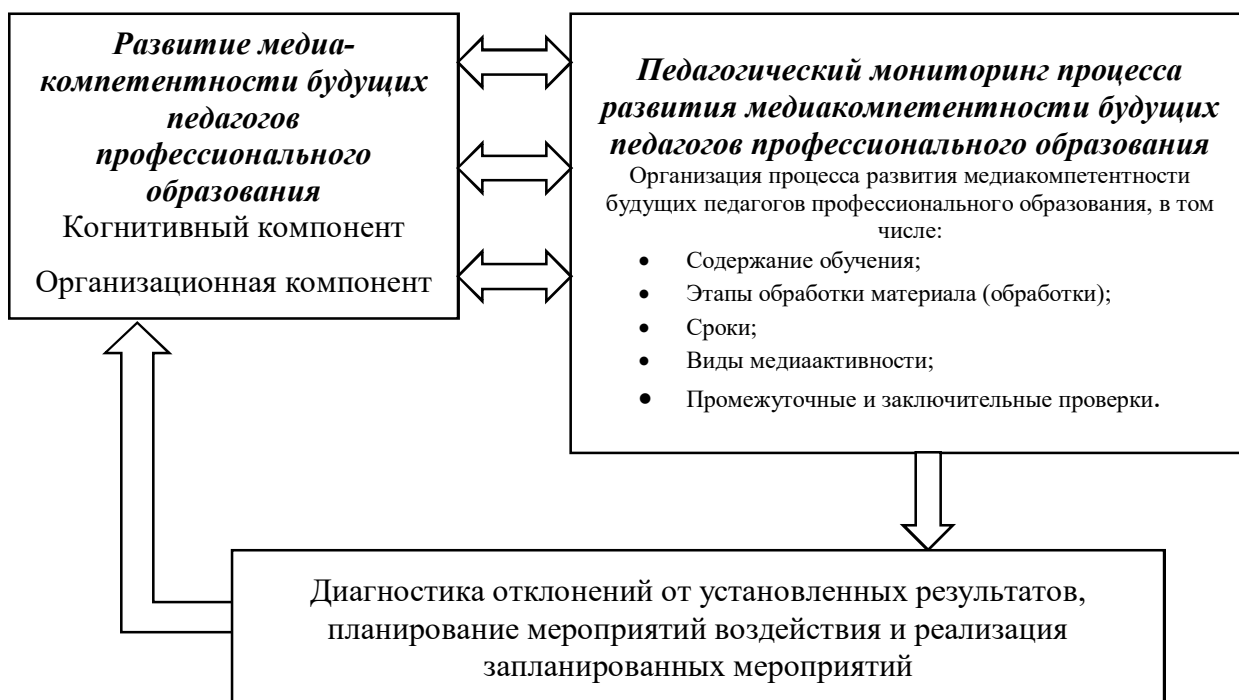 Развитие медиа-
компетентности будущих
педагогов
профессионального
образования
Когнитивный компонент
Организационная компонент
Педагогический мониторинг процесса
развития медиакомпетентности будущих
педагогов профессионального образования
Организация процесса развития медиакомпетентности
будущих педагогов профессионального образования, в том
числе:
• Содержание обучения;
• Этапы обработки материала (обработки);
• Сроки;
• Виды медиаактивности;
• Промежуточные и заключительные проверки.
Диагностика отклонений от установленных результатов,
планирование мероприятий воздействия и реализация
запланированных мероприятий